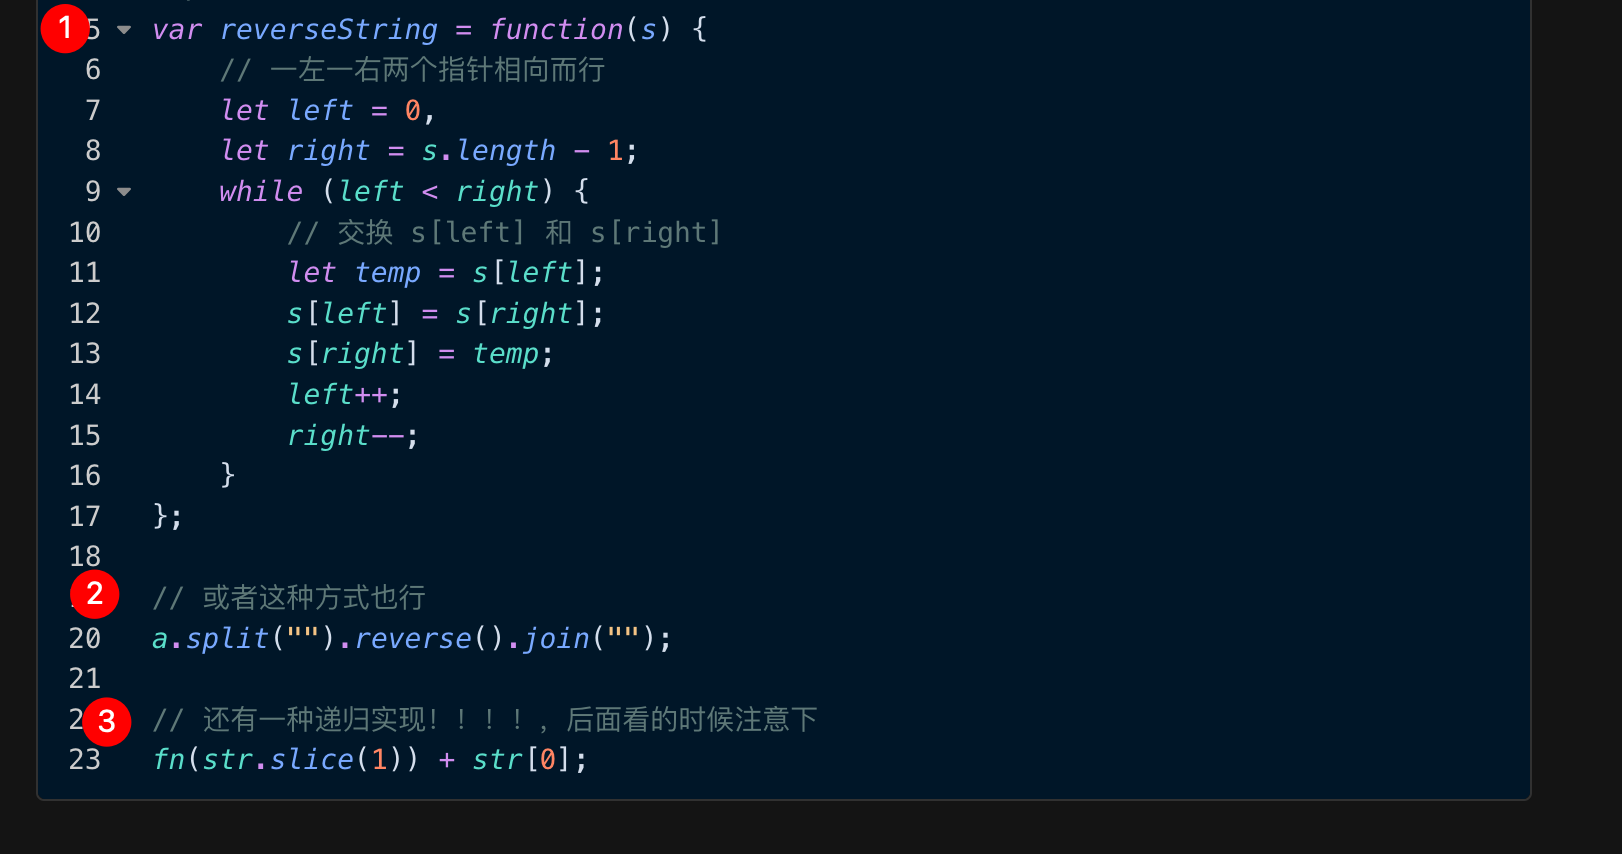 1 5 var reverseString = function(s) {
6 // 一左一右两个指针相向而行
7 let left = 0,
8 let right = s.length - 1;
9 while (left < right) {
10 // 交换 s[left] 和 s[right]
11 let temp = s[left];
12 s[left] = s[right];
13 s[right] = temp;
14 left++;
15 right--;
16 }
17 };
18
2 // 或者这种方式也行
20 a.split("").reverse().join("");
21
2 3 // 还有一种递归实现！！！！，后面看的时候注意下
23 fn(str.slice(1)) + str[0];